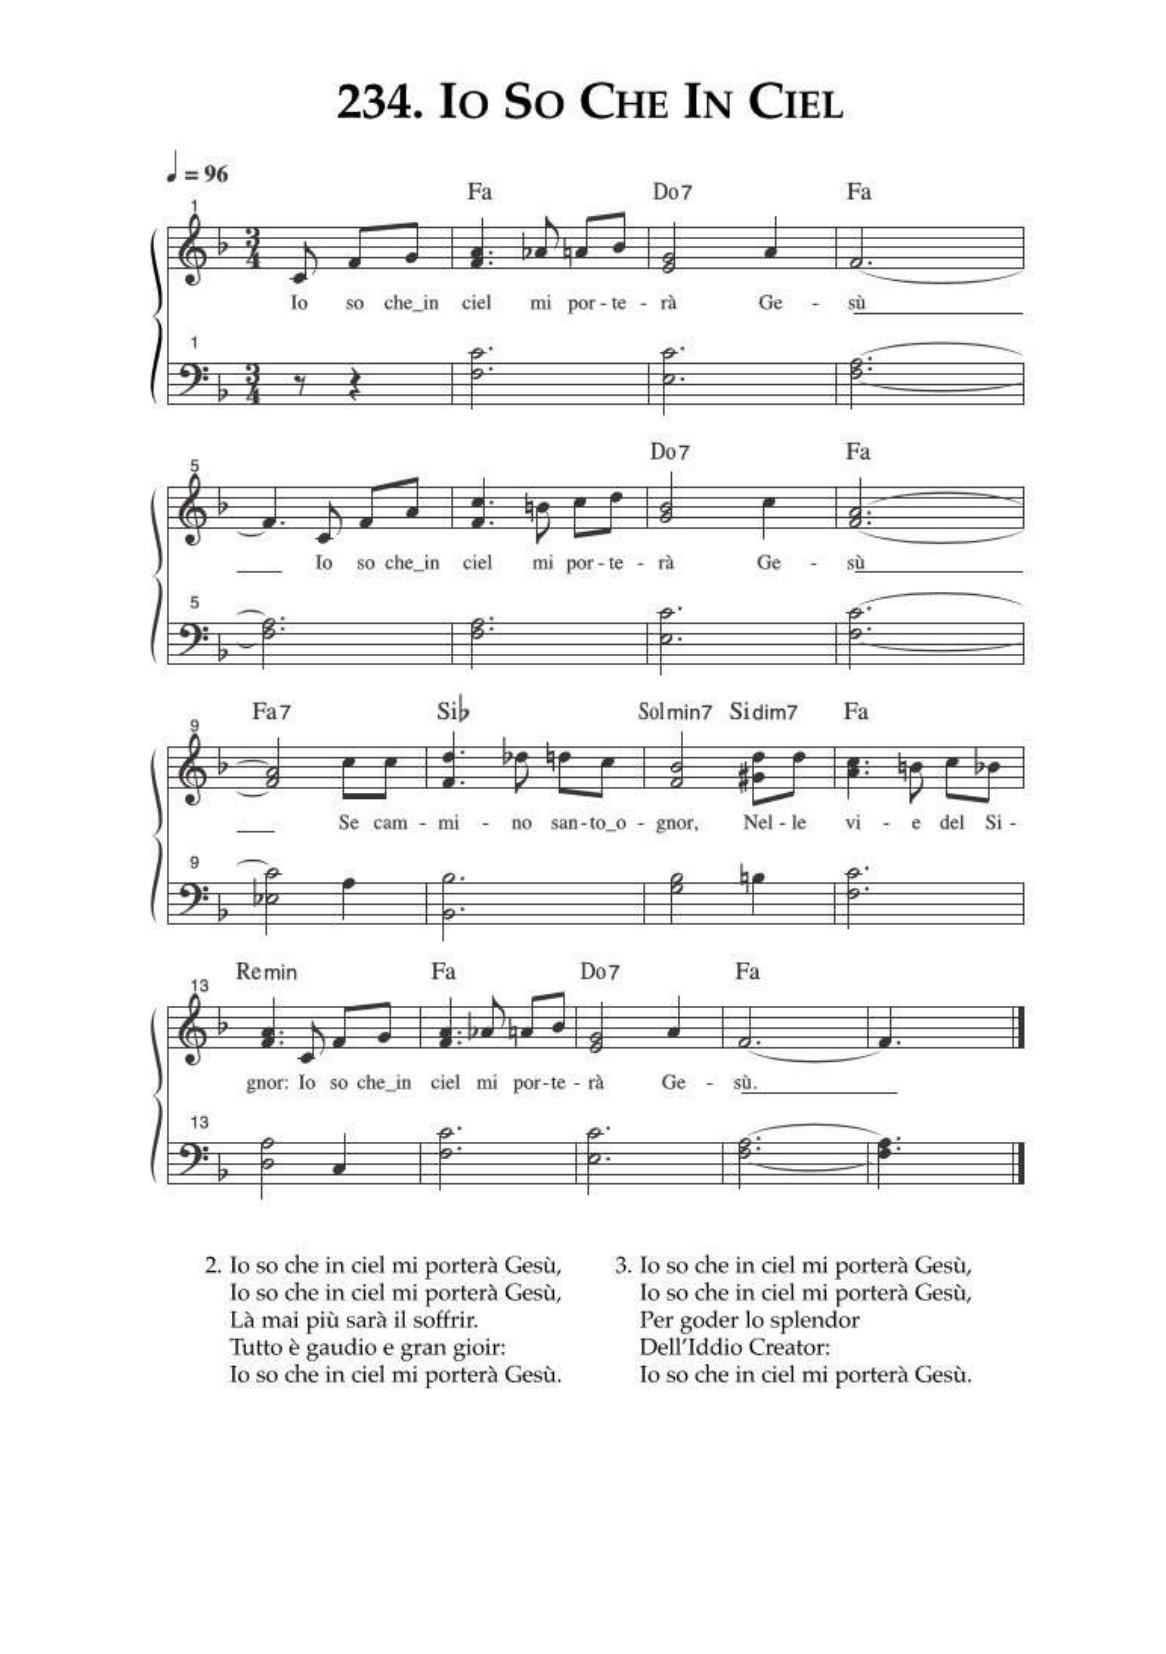 234. Io So Che In Ciel
♩ = 96
Fa Do7 Fa
1
3 4
Io so che_in ciel mi por - te - rà Ge - sù
1
3 4
Do7 Fa
5
Io so che_in ciel mi por - te - rà Ge - sù
5
Fa7 Si♭ Solmin7 Sidim7 Fa
9
Se cam - mi - no san - to_o - gnor, Nel - le vi - e del Si -
9
Remin Fa Do7 Fa
13
gnor: Io so che_in ciel mi por - te - rà Ge - sù.
13
2. Io so che in ciel mi porterà Gesù,
Io so che in ciel mi porterà Gesù,
Là mai più sarà il soffrir.
Tutto è gaudio e gran gioir:
Io so che in ciel mi porterà Gesù.
3. Io so che in ciel mi porterà Gesù,
Io so che in ciel mi porterà Gesù,
Per goder lo splendor
Dell'Iddio Creator:
Io so che in ciel mi porterà Gesù.